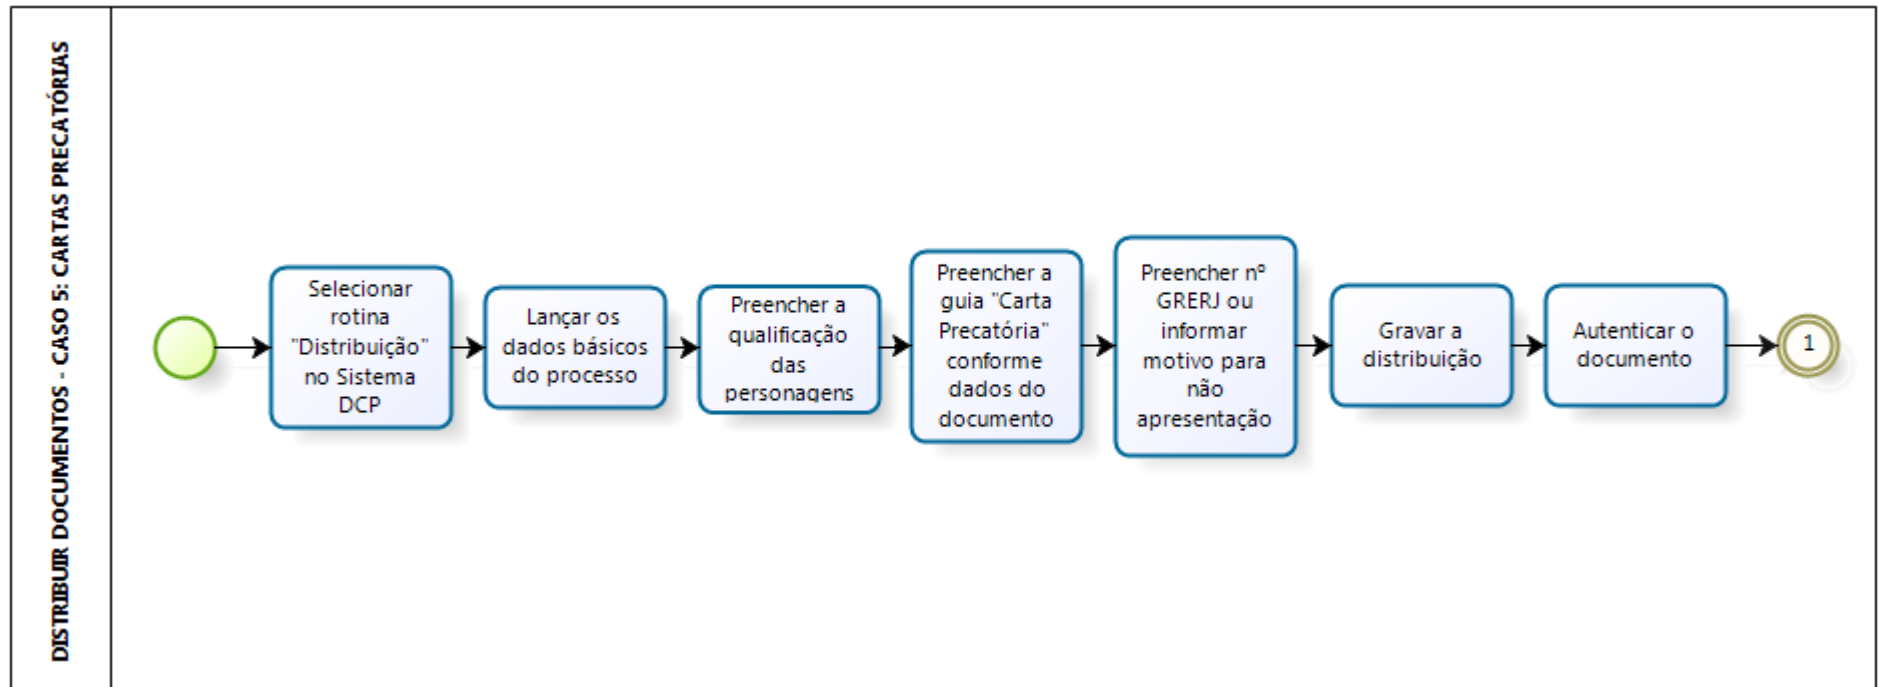 DISTRIBUIR DOCUMENTOS - CASO 5: CARTAS PRECATÓRIAS
Selecionar
rotina
"Distribuição"
no Sistema
DCP
Lançar os
dados básicos
do processo
Preencher a
qualificação
das
personagens
Preencher a
guia "Carta
Precatória"
conforme
dados do
documento
Preencher nº
GRERJ ou
informar
motivo para
não
apresentação
Gravar a
distribuição
Autenticar o
documento
1